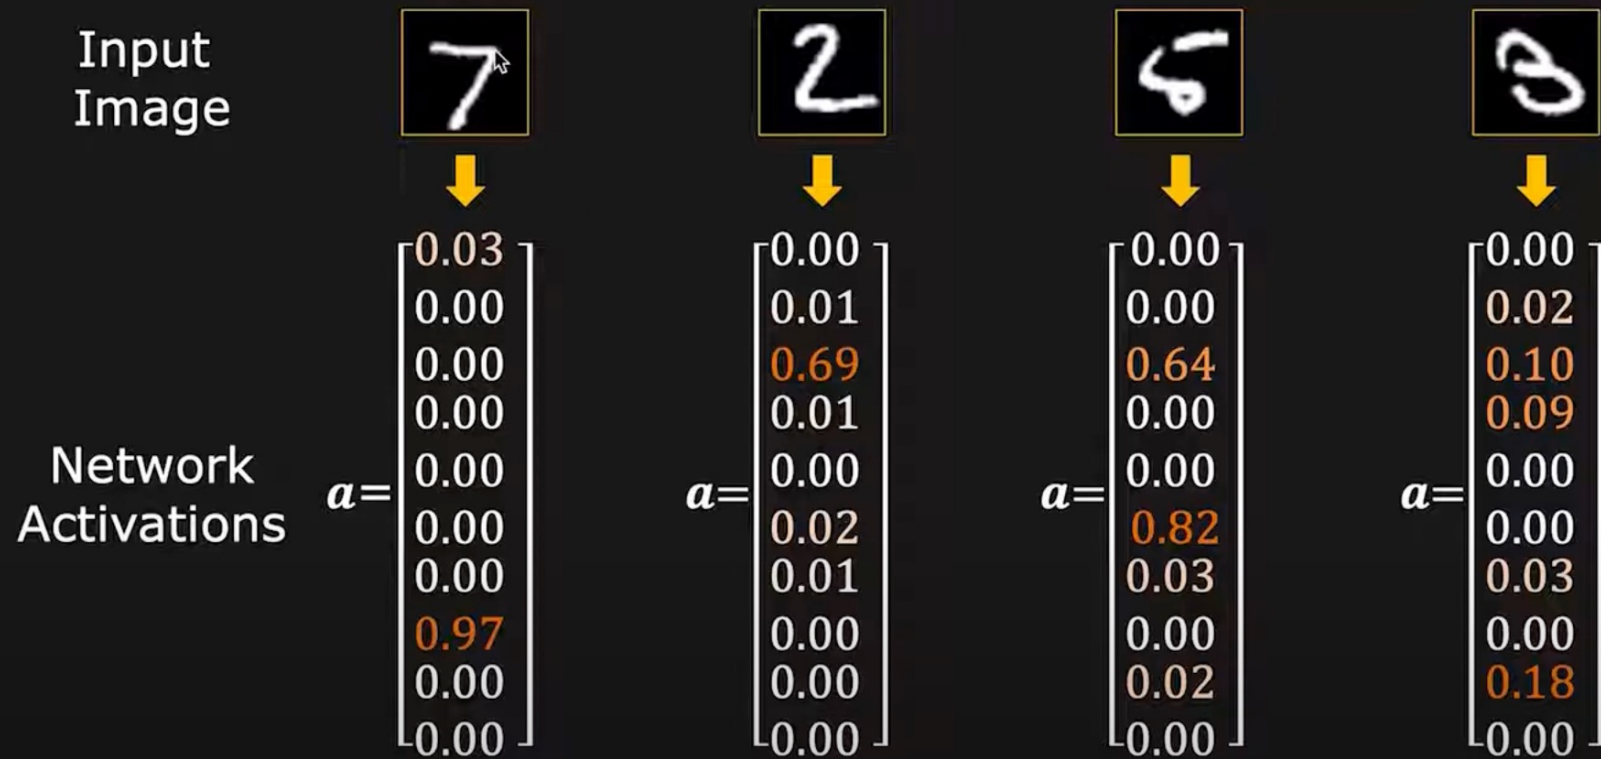 Input
Image
7 2 5 3
0.03 0.00 0.00 0.00
0.00 0.01 0.00 0.02
0.00 0.69 0.64 0.10
0.00 0.01 0.00 0.09
0.00 0.00 0.00 0.00
Network
Activations
a= a= a= a=
0.00 0.02 0.82 0.00
0.00 0.01 0.03 0.03
0.97 0.00 0.00 0.00
0.00 0.00 0.02 0.18
0.00 0.00 0.00 0.00